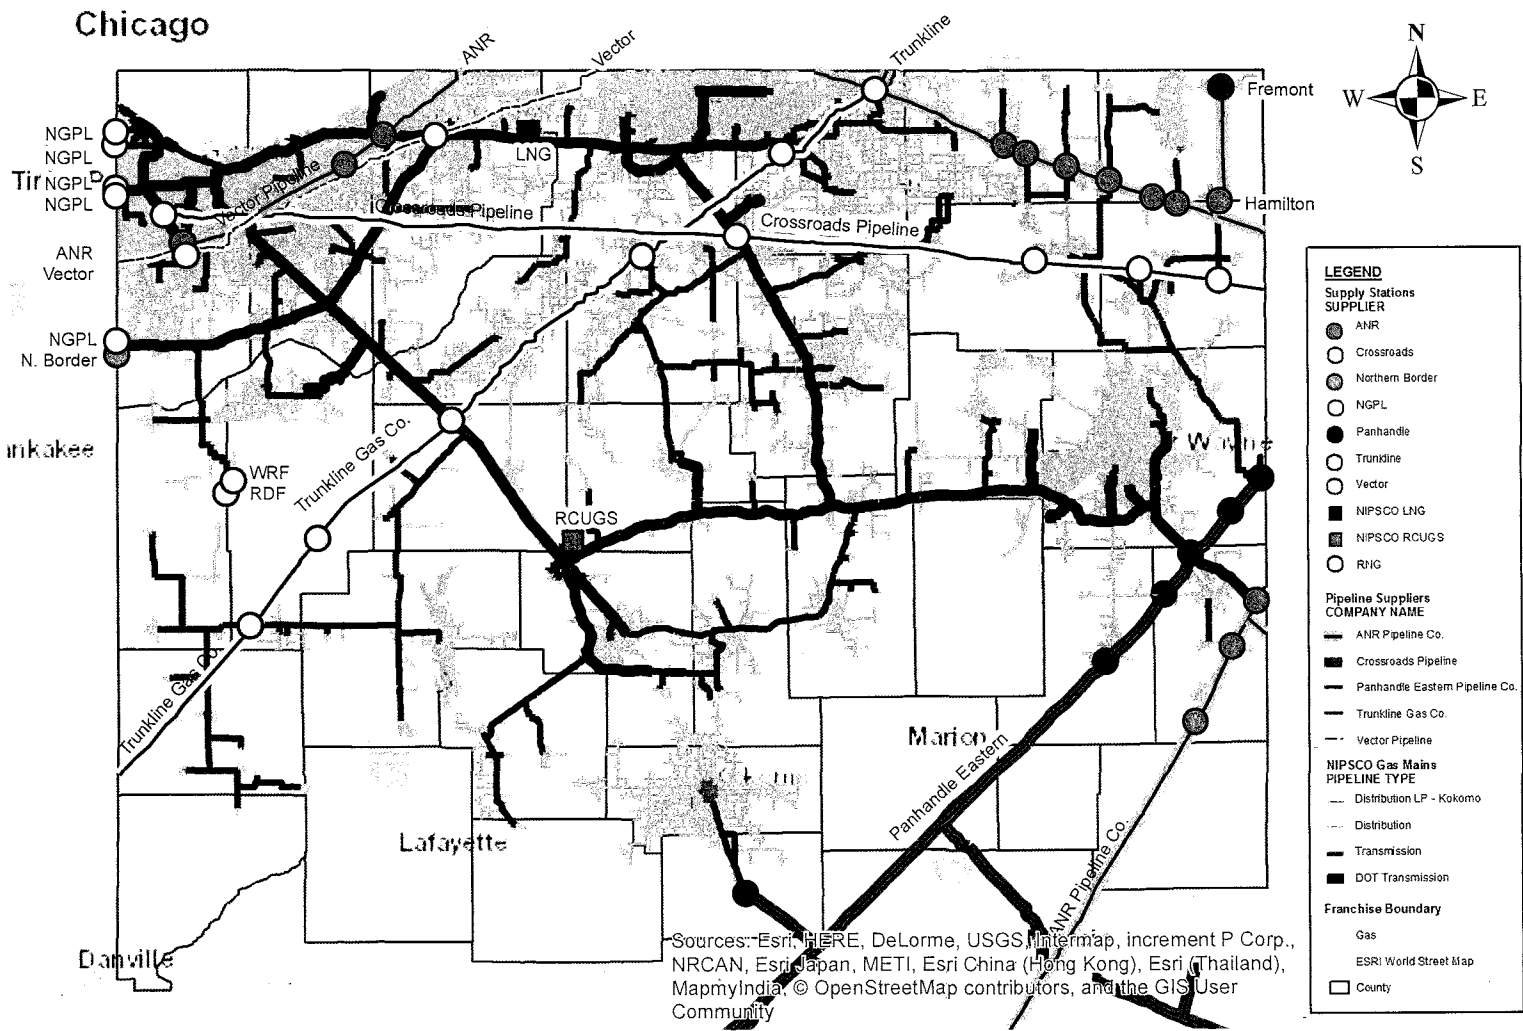 Chicago
ANR
Vector
Trunkline
N
W
E
S
Fremont
NGPL
NGPL
LNG
NGPL
NGPL
Vector Pipeline
Crossroads Pipeline
Crossroads Pipeline
Hamilton
ANR
Vector
NGPL
N. Border
WRF
RDF
Trunkline Gas Co.
RCUGS
Trunkline Gas Co.
Marion
Panhandle Eastern
Lafayette
ANR Pipeline Co.
Danville
Sources: Esri, HERE, DeLorme, USGS, Intermap, increment P Corp.,
NRCAN, Esri Japan, METI, Esri China (Hong Kong), Esri (Thailand),
MapmyIndia, © OpenStreetMap contributors, and the GIS User
Community
LEGEND
Supply Stations
SUPPLIER
ANR
Crossroads
Northern Border
NGPL
Panhandle
Trunkline
Vector
NIPSCO LNG
NIPSCO RCUGS
RNG
Pipeline Suppliers
COMPANY NAME
ANR Pipeline Co.
Crossroads Pipeline
Panhandle Eastern Pipeline Co.
Trunkline Gas Co.
Vector Pipeline
NIPSCO Gas Mains
PIPELINE TYPE
Distribution LP - Kokomo
Distribution
Transmission
DOT Transmission
Franchise Boundary
Gas
ESRI World Street Map
County